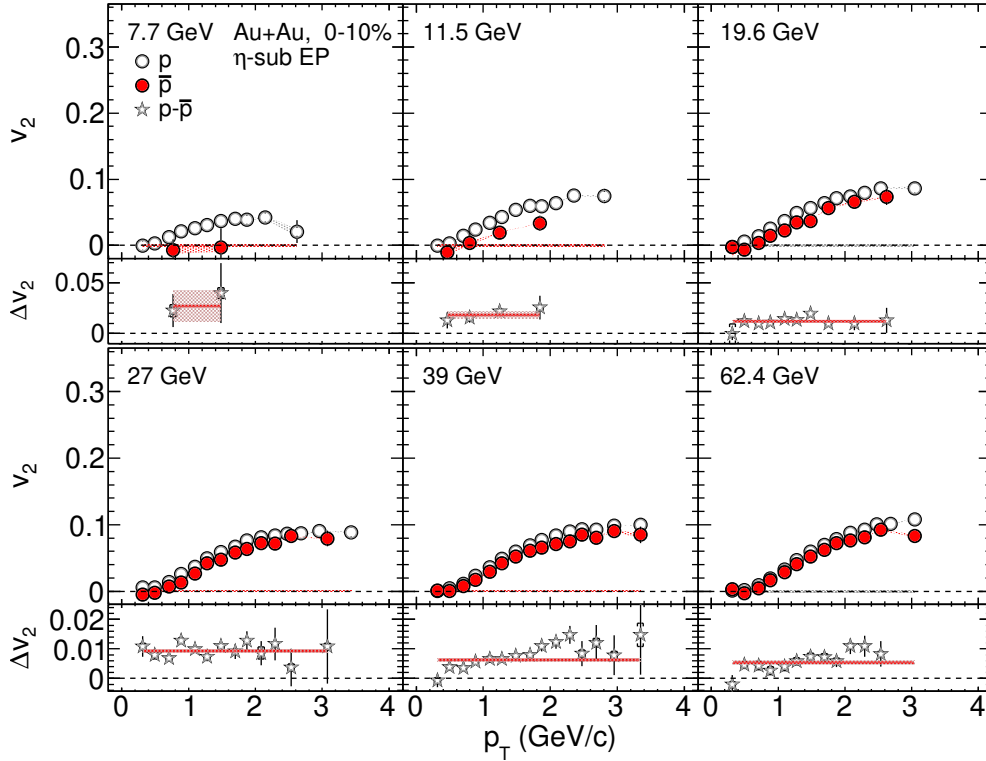 7.7 GeV Au+Au, 0-10%
η-sub EP
p
p̅
p-p̅
11.5 GeV
19.6 GeV
v₂
0.3
0.2
0.1
0
Δv₂
0.05
0
27 GeV
39 GeV
62.4 GeV
v₂
0.3
0.2
0.1
0
Δv₂
0.02
0.01
0
0 1 2 3 4 0 1 2 3 4 0 1 2 3 4
p_T (GeV/c)